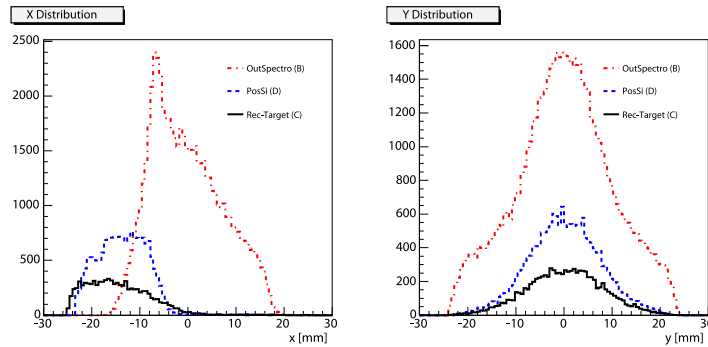 X Distribution
2500
2000
1500
1000
500
0
-30 -20 -10 0 10 20 30
x [mm]
OutSpectro (B)
PosSi (D)
Rec-Target (C)
Y Distribution
1600
1400
1200
1000
800
600
400
200
0
-30 -20 -10 0 10 20 30
y [mm]
OutSpectro (B)
PosSi (D)
Rec-Target (C)